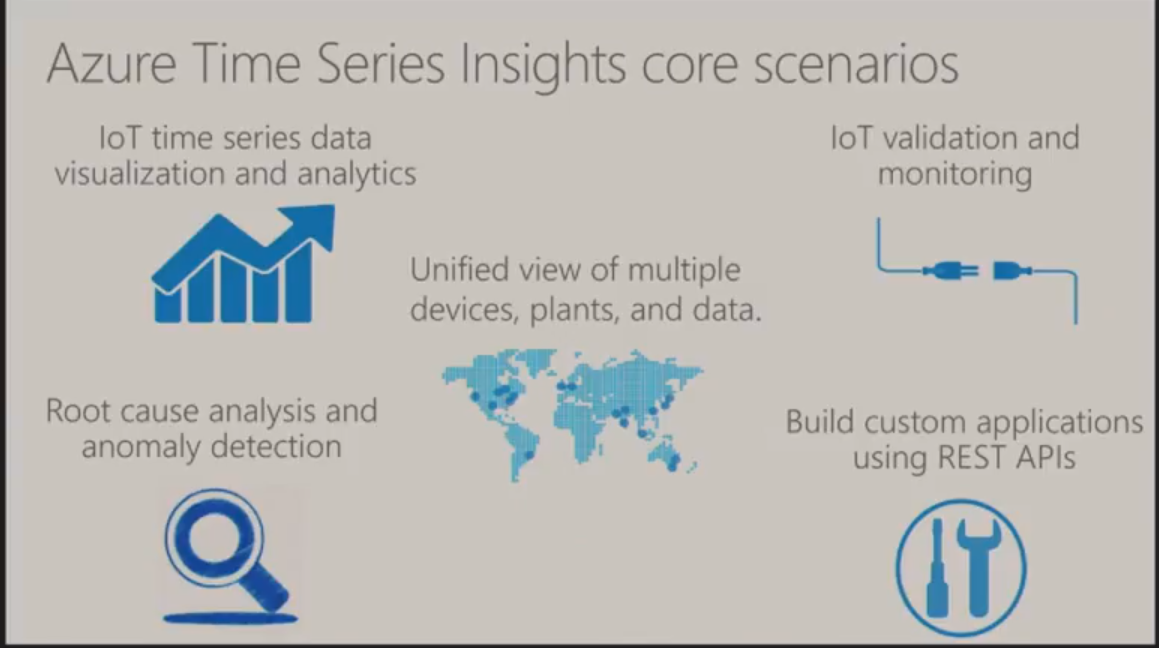 Azure Time Series Insights core scenarios
IoT time series data
visualization and analytics
IoT validation and
monitoring
Unified view of multiple
devices, plants, and data.
Root cause analysis and
anomaly detection
Build custom applications
using REST APIs